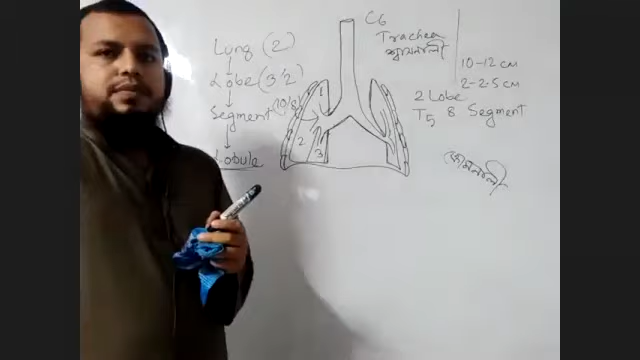 Lung (2)
Lobe (3/2)
Segment (10/8)
Lobule
C6
Trachea
শ্বাসনালী
10-12 CM
2-2.5 CM
2 Lobe
T5 8 Segment
1
2
3